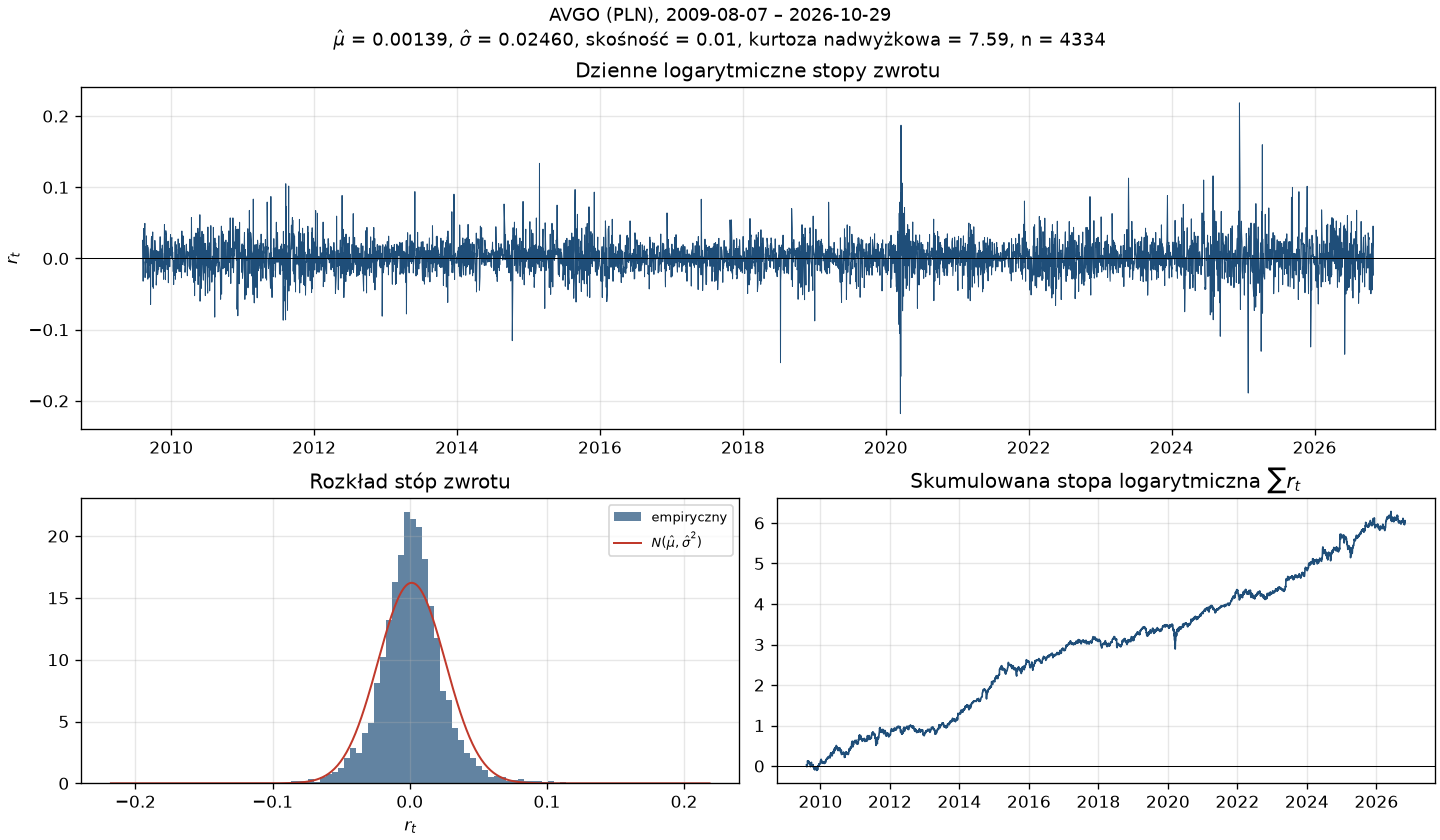 AVGO (PLN), 2009-08-07 – 2026-10-29
μ̂ = 0.00139, σ̂ = 0.02460, skośność = 0.01, kurtoza nadwyżkowa = 7.59, n = 4334
Dzienne logarytmiczne stopy zwrotu
0.2
0.1
0.0
−0.1
−0.2
r_t
2010 2012 2014 2016 2018 2020 2022 2024 2026
Rozkład stóp zwrotu
empiryczny
N(μ̂, σ̂²)
20
15
10
5
0
−0.2 −0.1 0.0 0.1 0.2
r_t
Skumulowana stopa logarytmiczna ∑r_t
6
5
4
3
2
1
0
2010 2012 2014 2016 2018 2020 2022 2024 2026